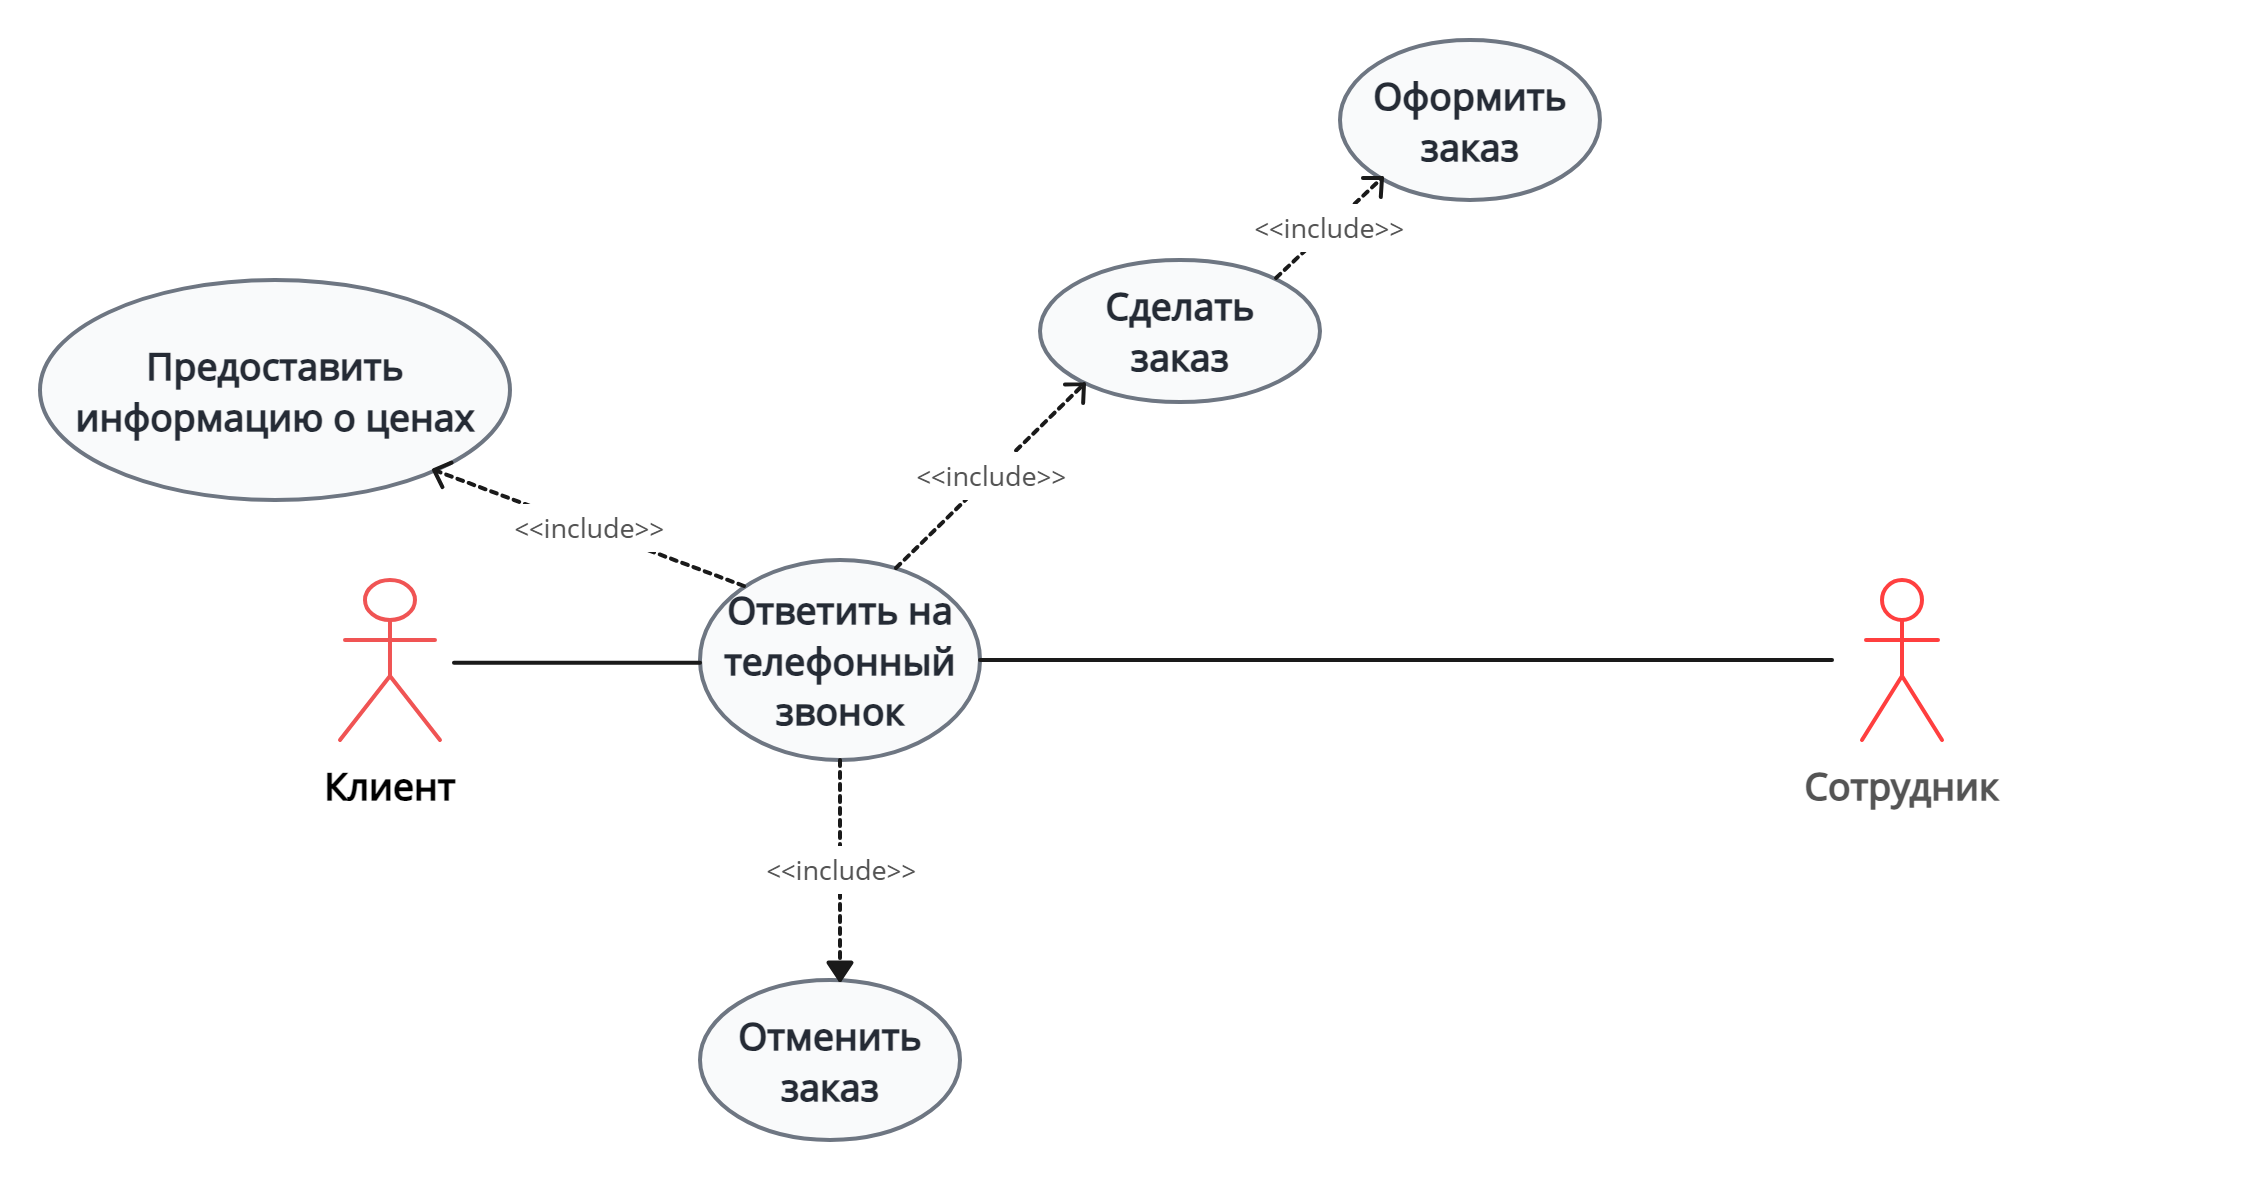 Оформить
заказ
<<include>>
Сделать
заказ
Предоставить
информацию о ценах
<<include>>
<<include>>
Ответить на
телефонный
звонок
Клиент
Сотрудник
<<include>>
Отменить
заказ